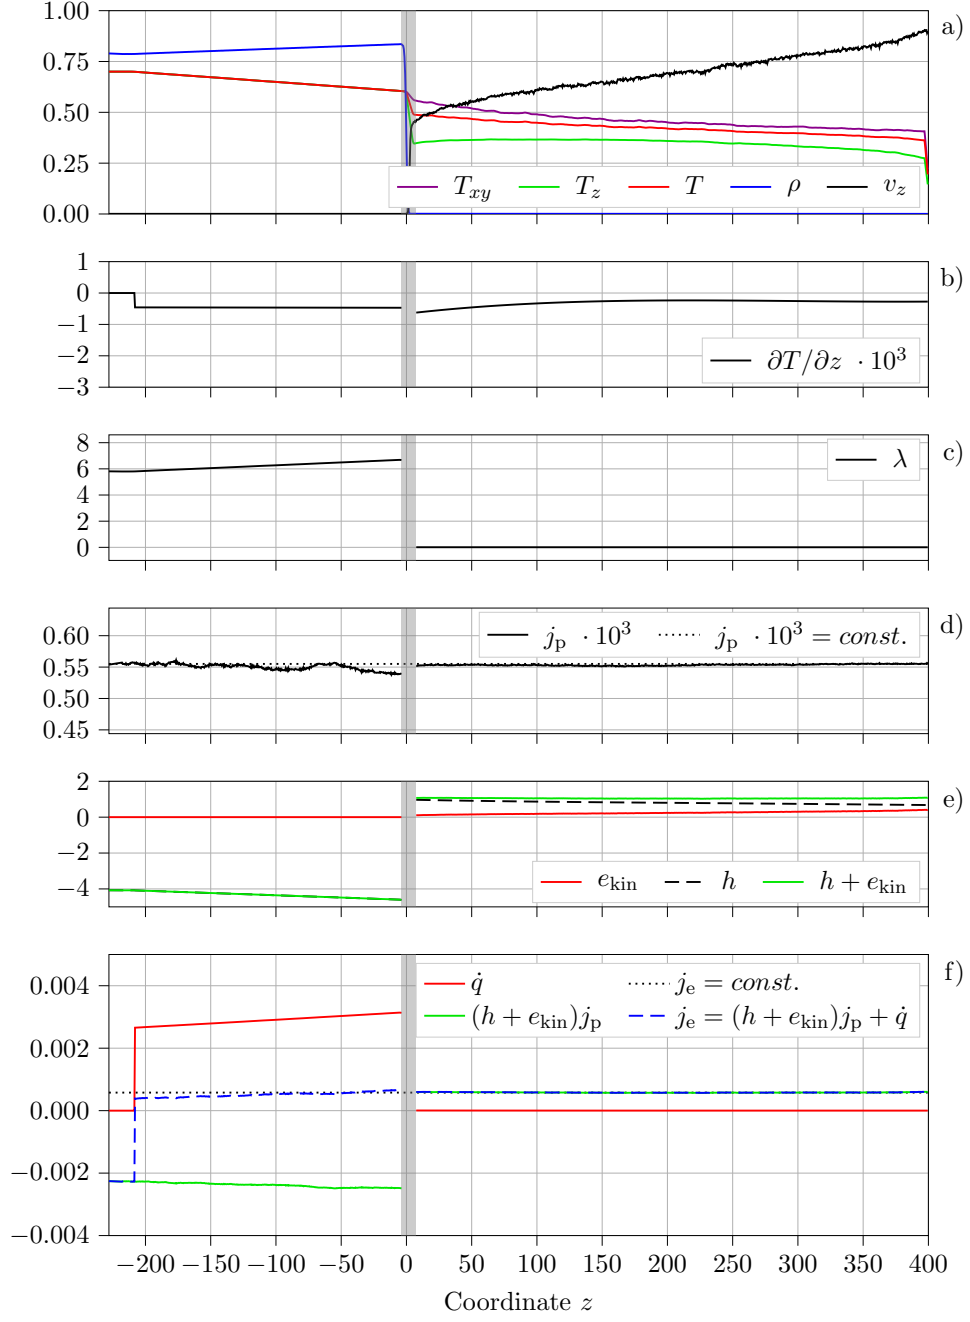 1.00
0.75
0.50
0.25
0.00
a)
T_{xy} T_z T ρ v_z
1
0
−1
−2
−3
b)
∂T/∂z · 10³
8
6
4
2
0
c)
λ
0.60
0.55
0.50
0.45
d)
j_p · 10³ j_p · 10³ = const.
2
0
−2
−4
e)
e_kin h h + e_kin
0.004
0.002
0.000
−0.002
−0.004
f)
q̇ j_e = const.
(h + e_kin)j_p j_e = (h + e_kin)j_p + q̇
−200 −150 −100 −50 0 50 100 150 200 250 300 350 400
Coordinate z